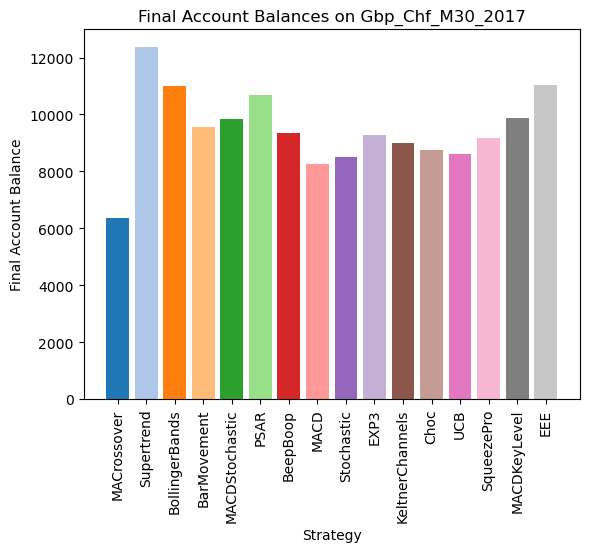 Final Account Balances on Gbp_Chf_M30_2017
Final Account Balance
12000
10000
8000
6000
4000
2000
0
MACrossover
Supertrend
BollingerBands
BarMovement
MACDStochastic
PSAR
BeepBoop
MACD
Stochastic
EXP3
KeltnerChannels
Choc
UCB
SqueezePro
MACDKeyLevel
EEE
Strategy